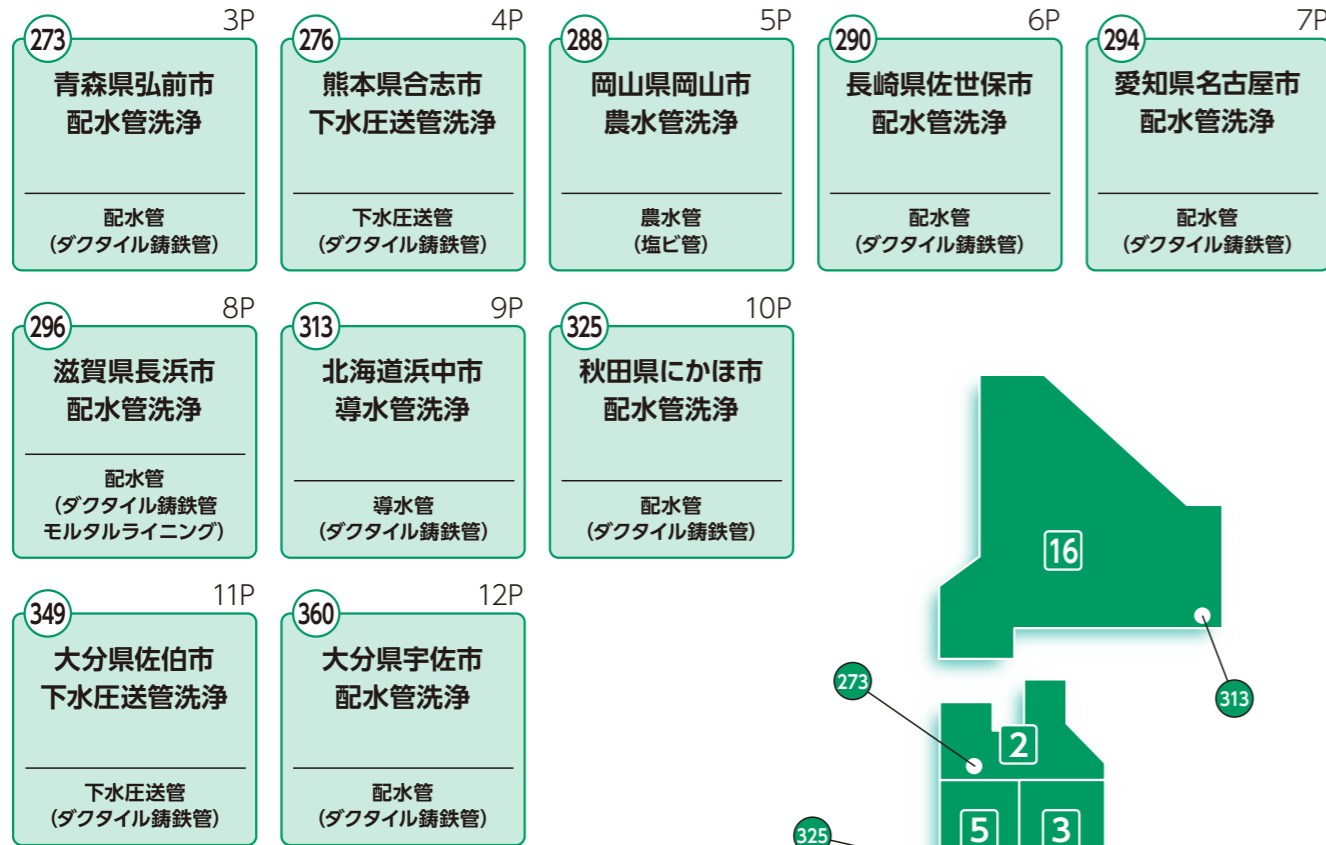 3P
273
青森県弘前市
配水管洗浄
配水管
（ダクタイル鋳鉄管）
4P
276
熊本県合志市
下水圧送管洗浄
下水圧送管
（ダクタイル鋳鉄管）
5P
288
岡山県岡山市
農水管洗浄
農水管
（塩ビ管）
6P
290
長崎県佐世保市
配水管洗浄
配水管
（ダクタイル鋳鉄管）
7P
294
愛知県名古屋市
配水管洗浄
配水管
（ダクタイル鋳鉄管）
8P
296
滋賀県長浜市
配水管洗浄
配水管
（ダクタイル鋳鉄管
モルタルライニング）
9P
313
北海道浜中市
導水管洗浄
導水管
（ダクタイル鋳鉄管）
10P
325
秋田県にかほ市
配水管洗浄
配水管
（ダクタイル鋳鉄管）
11P
349
大分県佐伯市
下水圧送管洗浄
下水圧送管
（ダクタイル鋳鉄管）
12P
360
大分県宇佐市
配水管洗浄
配水管
（ダクタイル鋳鉄管）
16
273
313
2
5
3
325